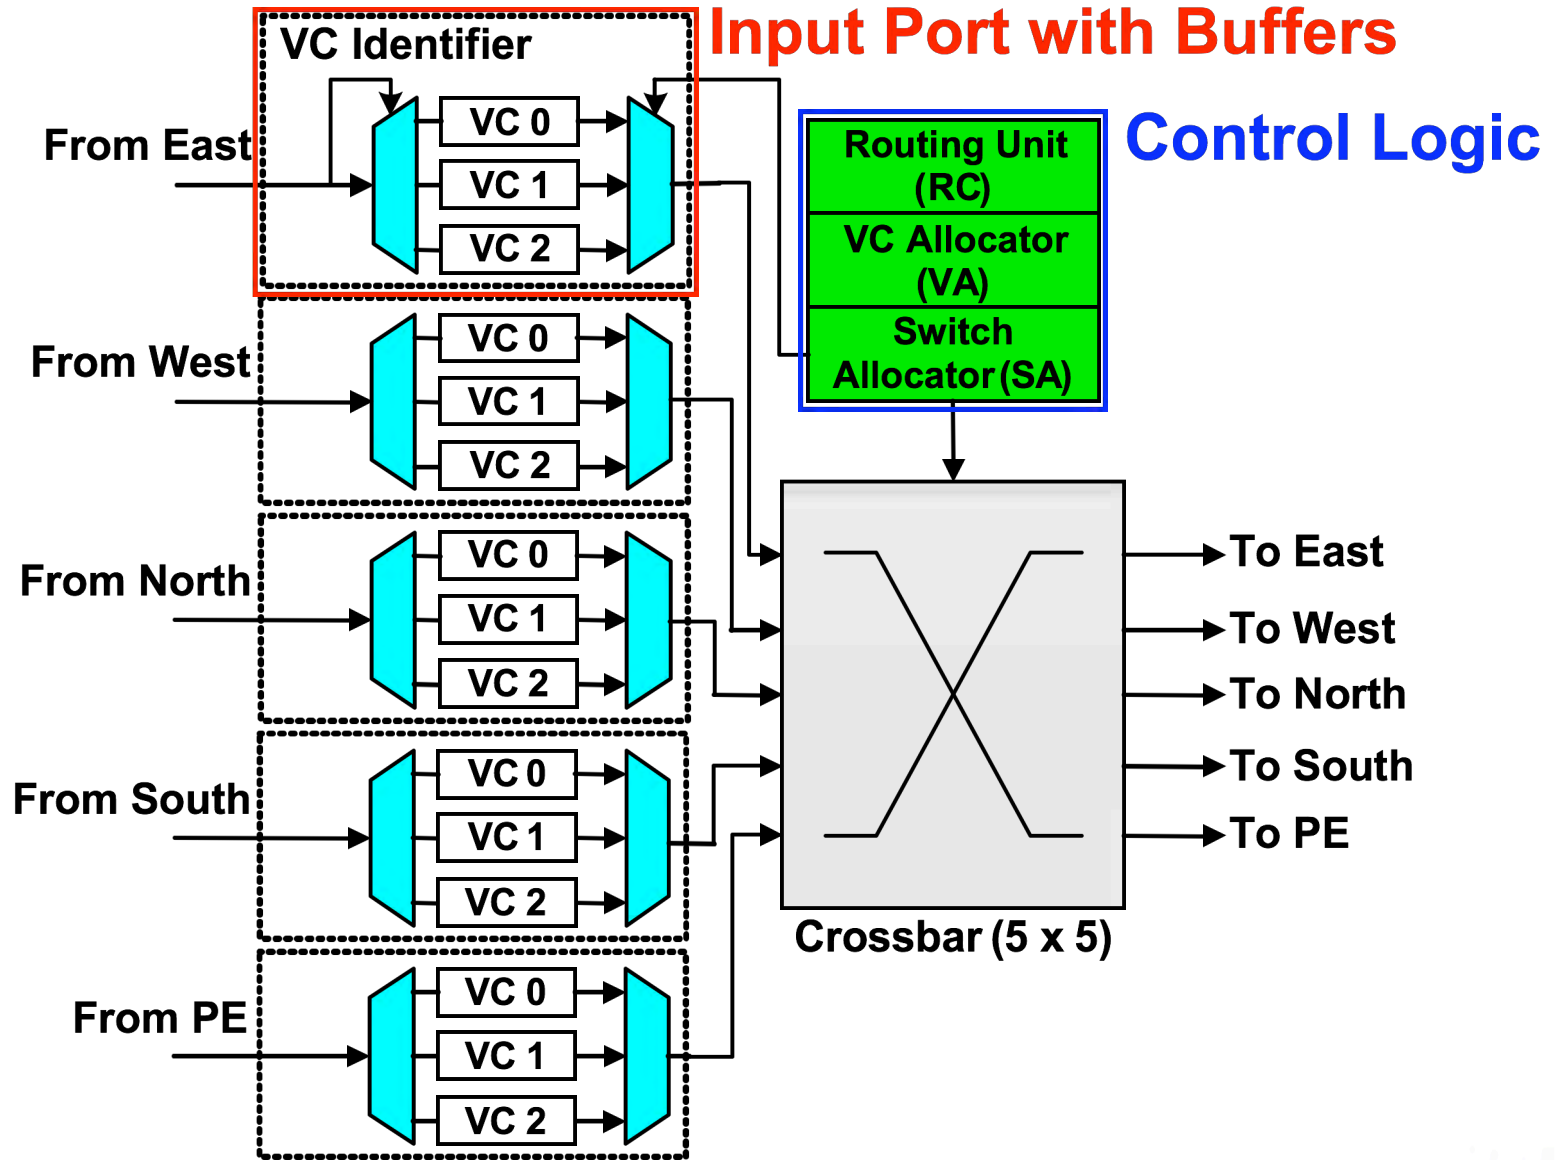 Input Port with Buffers
VC Identifier
From East
VC 0
VC 1
VC 2
Control Logic
Routing Unit
(RC)
VC Allocator
(VA)
Switch
Allocator (SA)
From West
VC 0
VC 1
VC 2
From North
VC 0
VC 1
VC 2
From South
VC 0
VC 1
VC 2
From PE
VC 0
VC 1
VC 2
To East
To West
To North
To South
To PE
Crossbar (5 x 5)